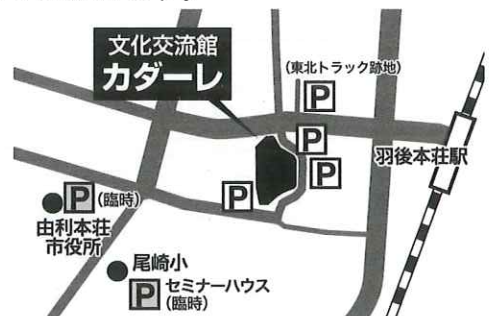 文化交流館
カダーレ
(東北トラック跡地)
P
P
P
P
羽後本荘駅
P(臨時)
由利本荘
市役所
尾崎小
P セミナーハウス
(臨時)